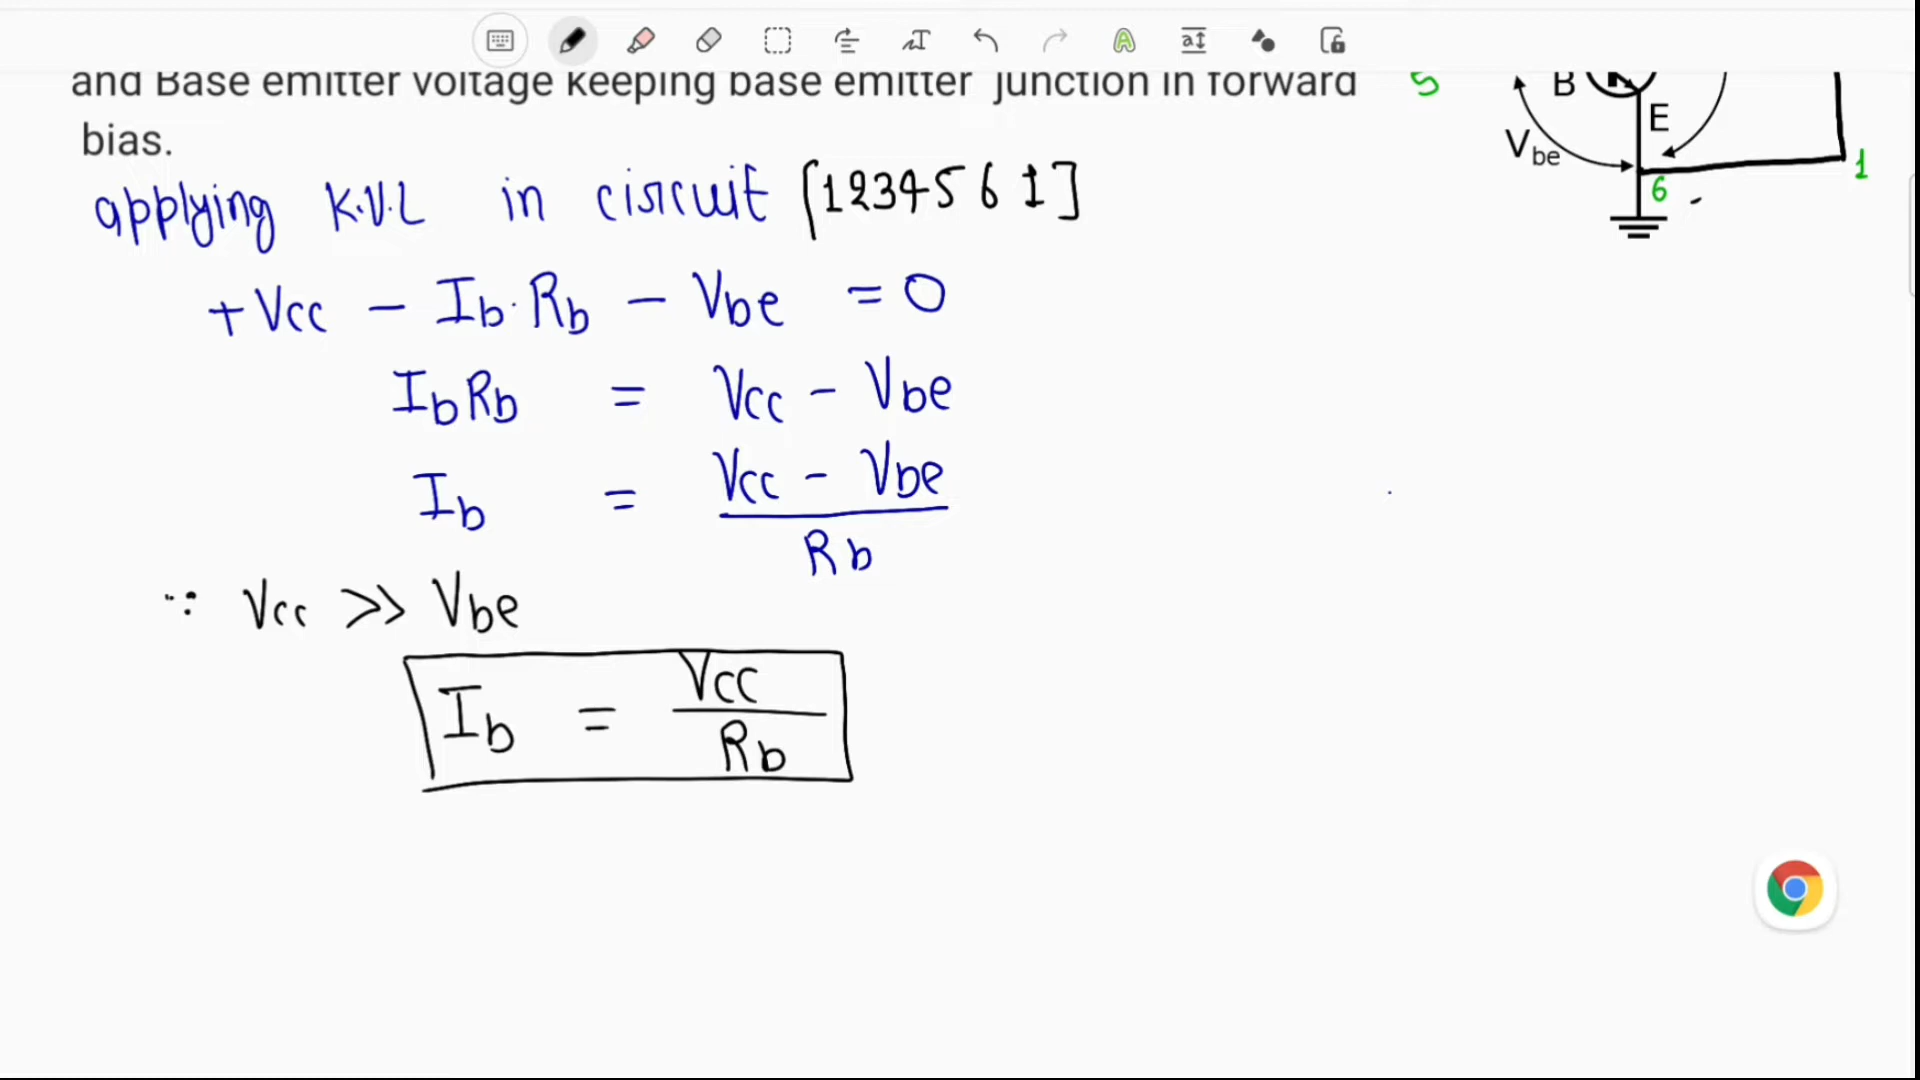 and Base emitter voltage keeping base emitter junction in forward
bias.
5
B
E
Vbe
1
6
applying K.V.L in circuit [1234561]
+Vcc - Ib.Rb - Vbe = 0
IbRb = Vcc - Vbe
Ib = Vcc - Vbe
Rb
∵ Vcc >> Vbe
Ib = Vcc
Rb